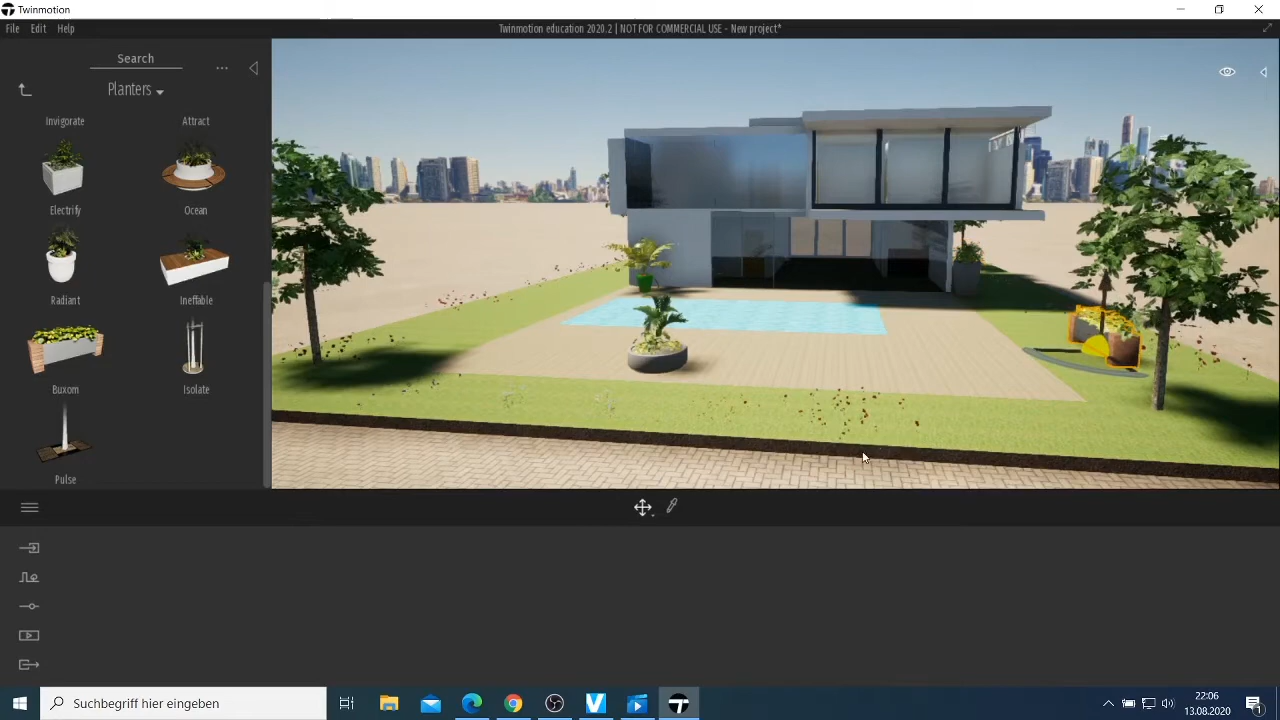 Twinmotion
File Edit Help
Twinmotion education 2020.2 | NOT FOR COMMERCIAL USE - New project*
Search
Planters
Invigorate Attract
Electrify Ocean
Radiant Ineffable
Buxom Isolate
Pulse
Suchbegriff hier eingeben
22:06
13.08.2020